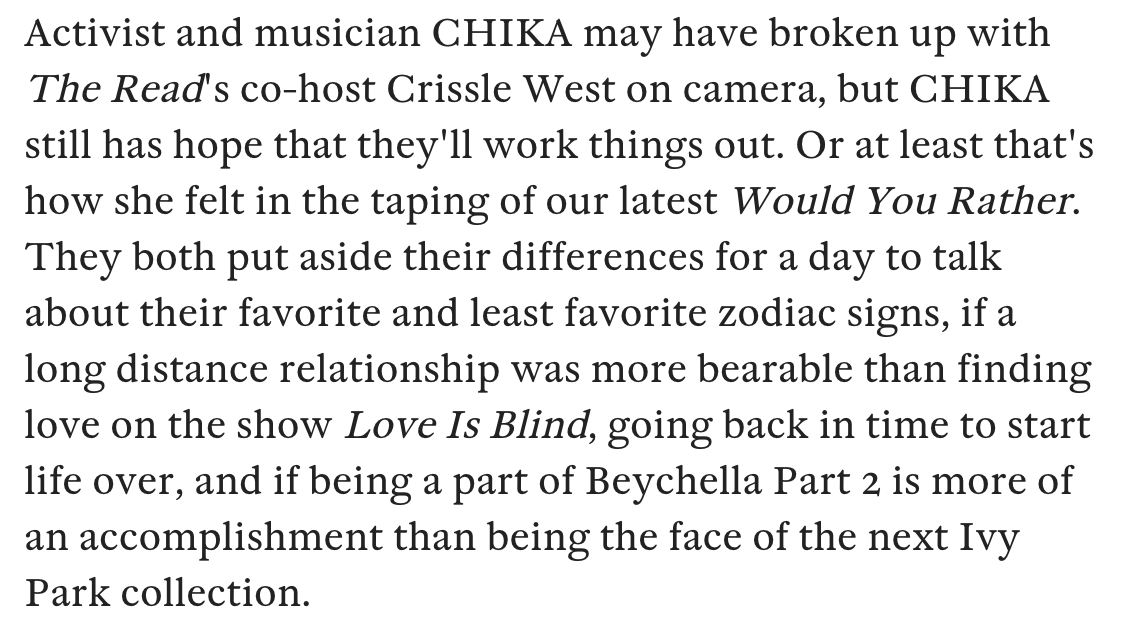 Activist and musician CHIKA may have broken up with
The Read's co-host Crissle West on camera, but CHIKA
still has hope that they'll work things out. Or at least that's
how she felt in the taping of our latest Would You Rather.
They both put aside their differences for a day to talk
about their favorite and least favorite zodiac signs, if a
long distance relationship was more bearable than finding
love on the show Love Is Blind, going back in time to start
life over, and if being a part of Beychella Part 2 is more of
an accomplishment than being the face of the next Ivy
Park collection.